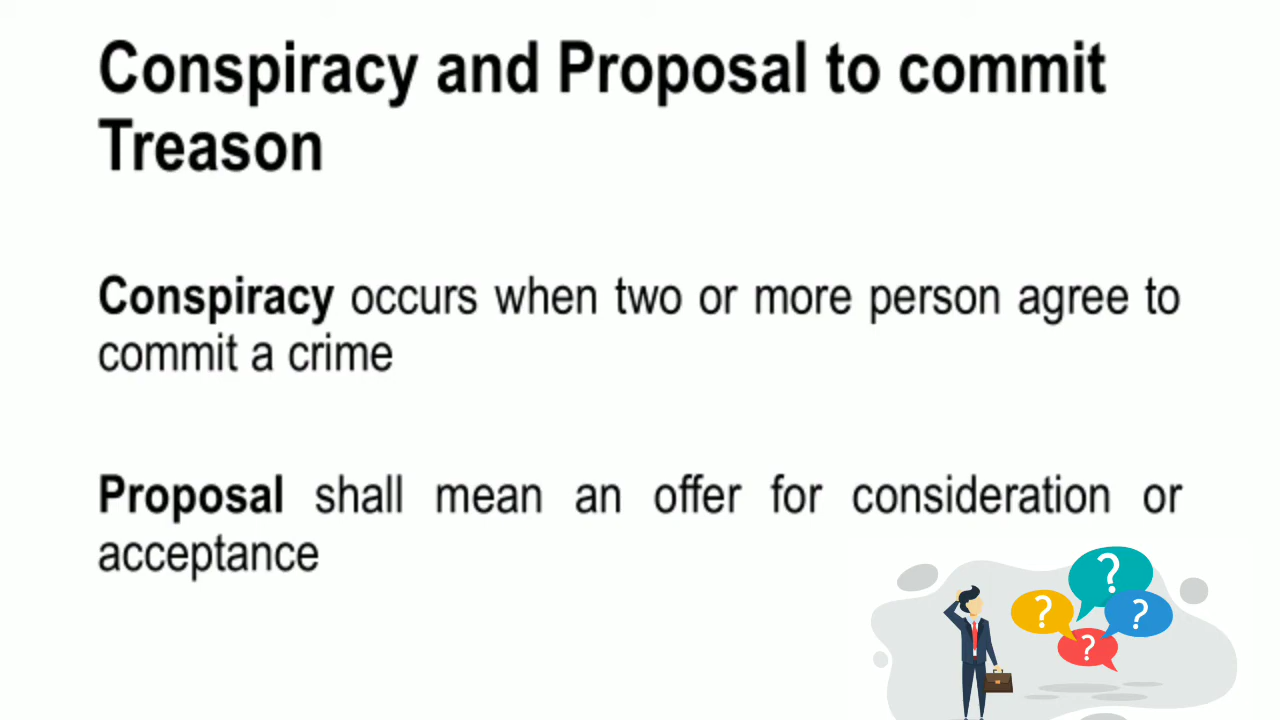 Conspiracy and Proposal to commit
Treason
Conspiracy occurs when two or more person agree to
commit a crime
Proposal shall mean an offer for consideration or
acceptance
?
?
?
?